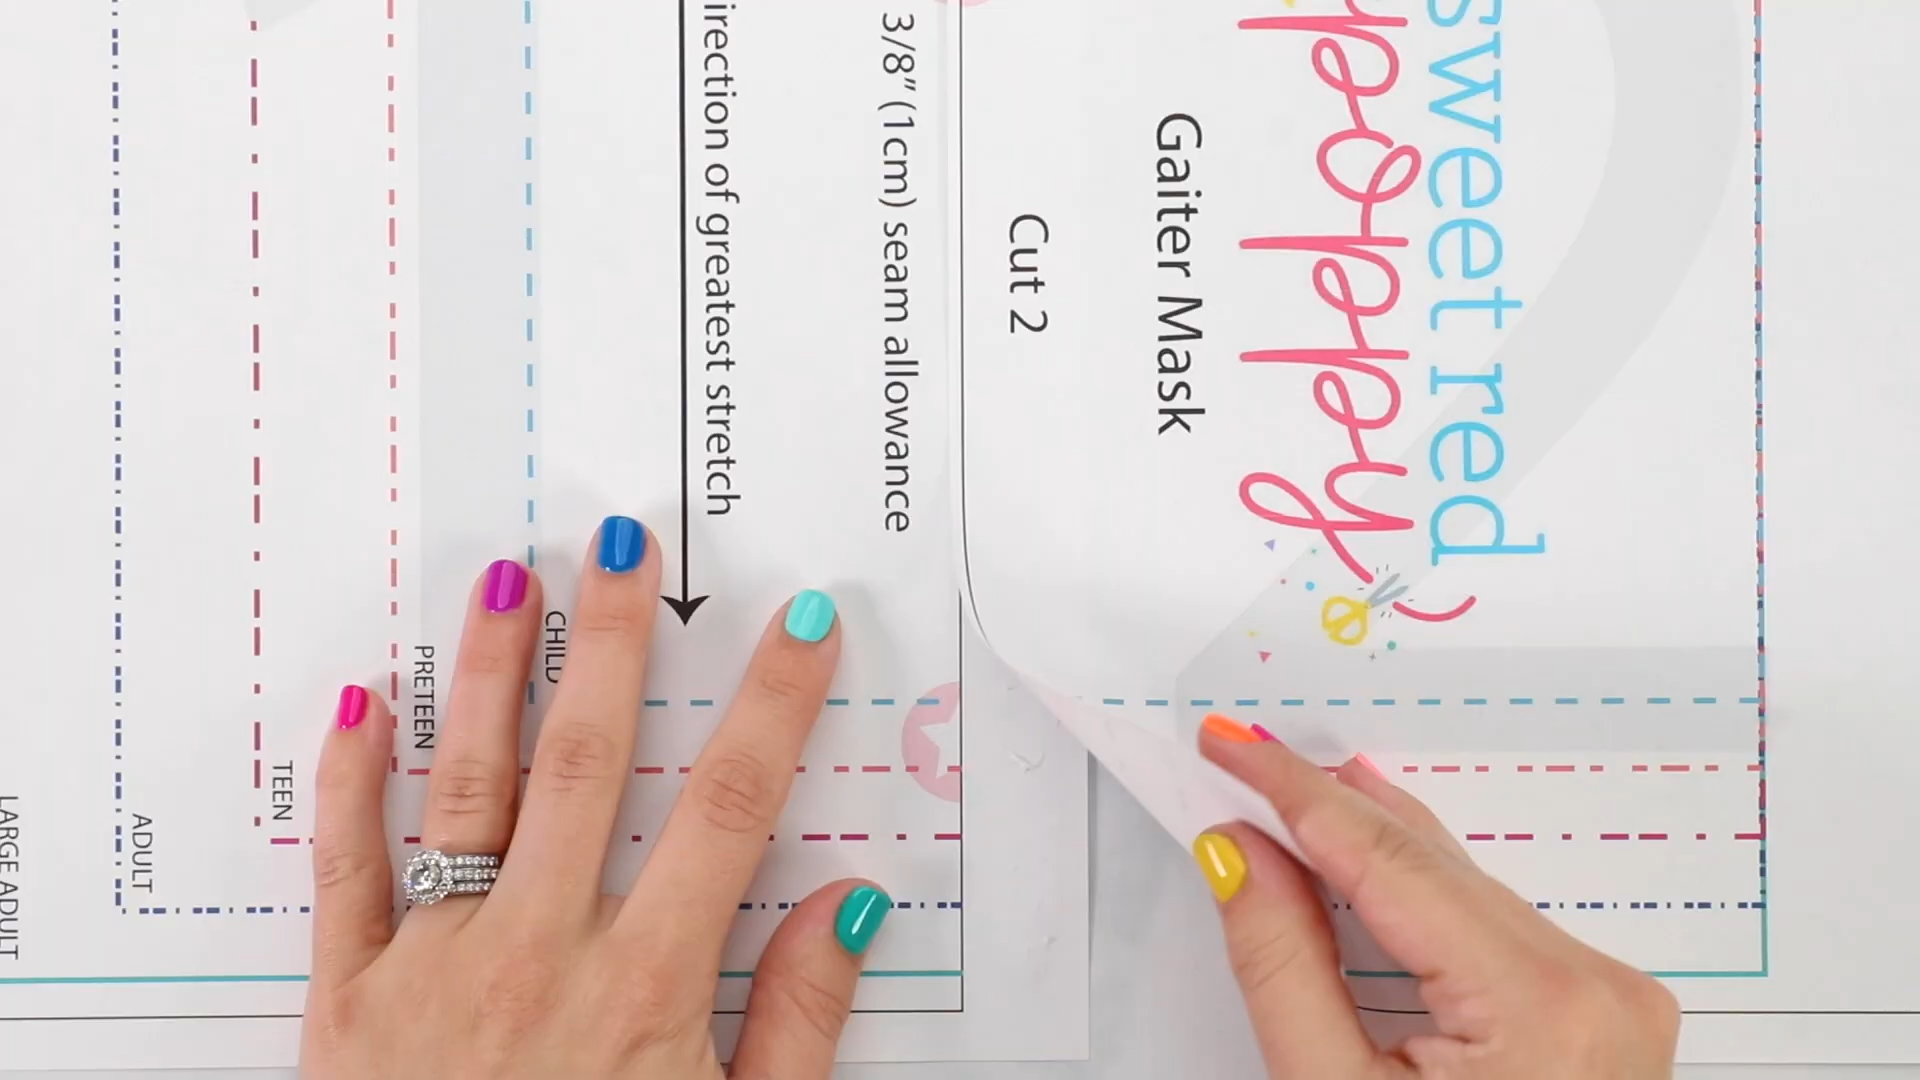 sweet red
poppy
Gaiter Mask
Cut 2
3/8" (1cm) seam allowance
irection of greatest stretch
CHILD
PRETEEN
TEEN
ADULT
LARGE ADULT